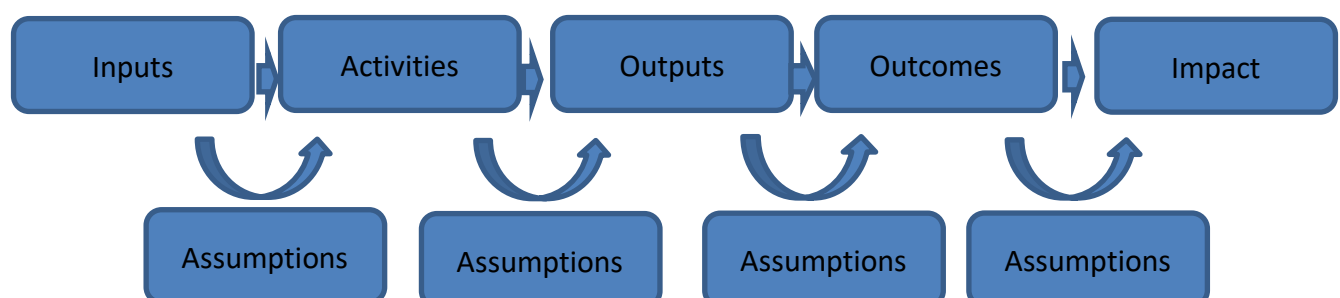 Inputs
Activities
Outputs
Outcomes
Impact
Assumptions
Assumptions
Assumptions
Assumptions